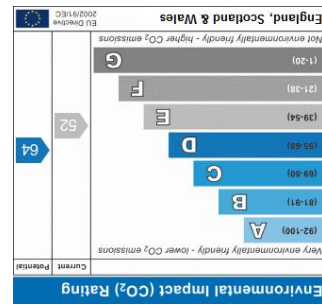 Environmental Impact (CO₂) Rating
Current Potential
Very environmentally friendly - lower CO₂ emissions
(92-100) A
(81-91) B
(69-80) C
(55-68) D
(39-54) E
(21-38) F
(1-20) G
52
64
Not environmentally friendly - higher CO₂ emissions
England, Scotland & Wales
EU Directive
2002/91/EC